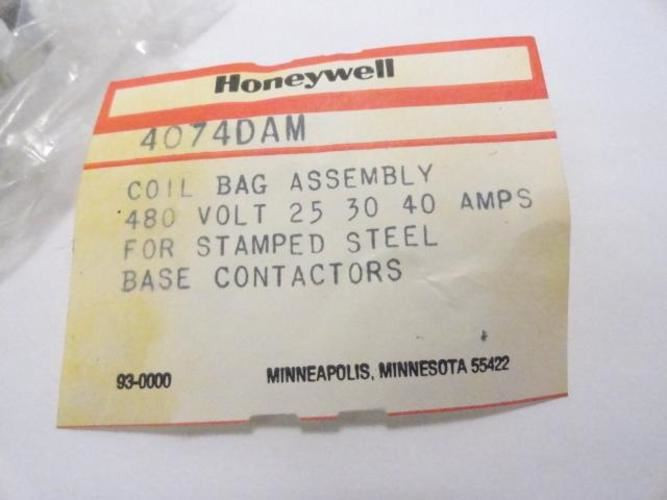 Honeywell
4074DAM
COIL BAG ASSEMBLY
480 VOLT 25 30 40 AMPS
FOR STAMPED STEEL
BASE CONTACTORS
93-0000 MINNEAPOLIS, MINNESOTA 55422